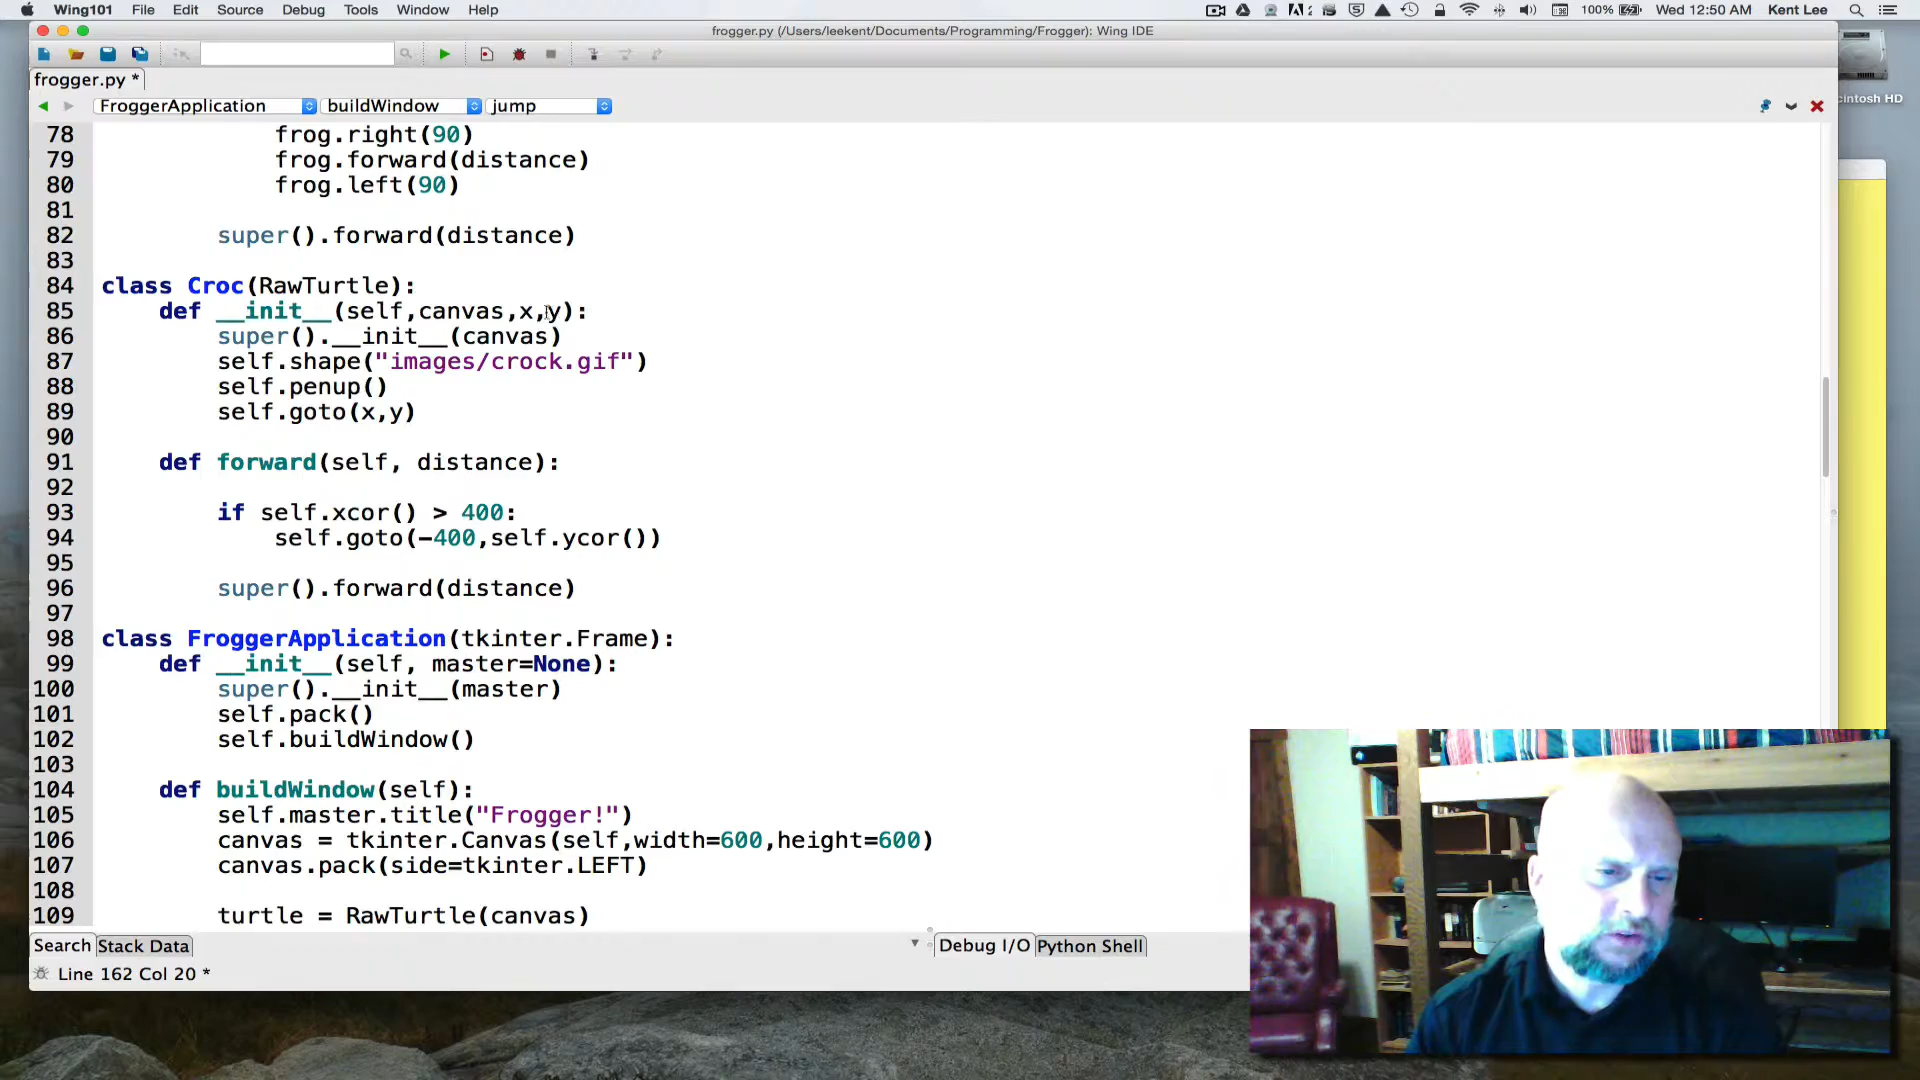 Wing101 File Edit Source Debug Tools Window Help 100% Wed 12:50 AM Kent Lee
frogger.py (/Users/leekent/Documents/Programming/Frogger): Wing IDE
frogger.py *
cintosh HD
FroggerApplication buildWindow jump
78 frog.right(90)
79 frog.forward(distance)
80 frog.left(90)
81
82 super().forward(distance)
83
84 class Croc(RawTurtle):
85 def __init__(self,canvas,x,y):
86 super().__init__(canvas)
87 self.shape("images/crock.gif")
88 self.penup()
89 self.goto(x,y)
90
91 def forward(self, distance):
92
93 if self.xcor() > 400:
94 self.goto(-400,self.ycor())
95
96 super().forward(distance)
97
98 class FroggerApplication(tkinter.Frame):
99 def __init__(self, master=None):
100 super().__init__(master)
101 self.pack()
102 self.buildWindow()
103
104 def buildWindow(self):
105 self.master.title("Frogger!")
106 canvas = tkinter.Canvas(self,width=600,height=600)
107 canvas.pack(side=tkinter.LEFT)
108
109 turtle = RawTurtle(canvas)
Search Stack Data Debug I/O Python Shell
Line 162 Col 20 *